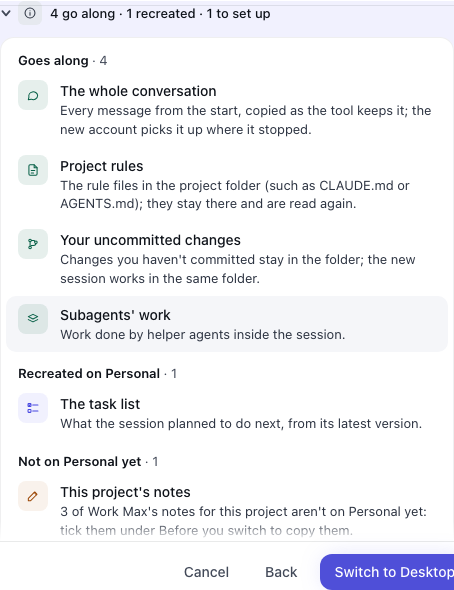 4 go along · 1 recreated · 1 to set up
Goes along · 4
The whole conversation
Every message from the start, copied as the tool keeps it; the
new account picks it up where it stopped.
Project rules
The rule files in the project folder (such as CLAUDE.md or
AGENTS.md); they stay there and are read again.
Your uncommitted changes
Changes you haven't committed stay in the folder; the new
session works in the same folder.
Subagents' work
Work done by helper agents inside the session.
Recreated on Personal · 1
The task list
What the session planned to do next, from its latest version.
Not on Personal yet · 1
This project's notes
3 of Work Max's notes for this project aren't on Personal yet:
tick them under Before you switch to copy them.
Cancel
Back
Switch to Desktop